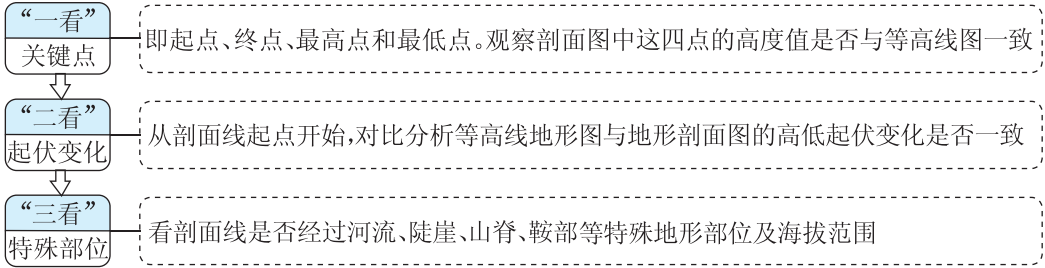 “一看”
关键点
即起点、终点、最高点和最低点。观察剖面图中这四点的高度值是否与等高线图一致
“二看”
起伏变化
从剖面线起点开始,对比分析等高线地形图与地形剖面图的高低起伏变化是否一致
“三看”
特殊部位
看剖面线是否经过河流、陡崖、山脊、鞍部等特殊地形部位及海拔范围